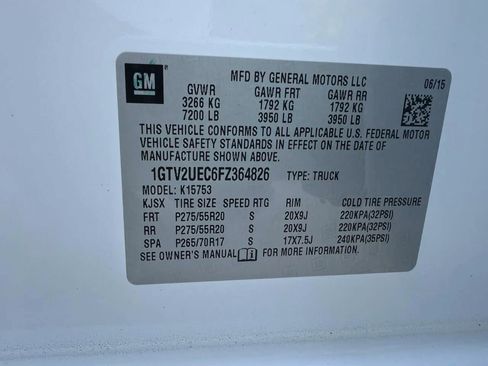 GM
MFD BY GENERAL MOTORS LLC
06/15
GVWR GAWR FRT GAWR RR
3266 KG 1792 KG 1792 KG
7200 LB 3950 LB 3950 LB
THIS VEHICLE CONFORMS TO ALL APPLICABLE U.S. FEDERAL MOTOR
VEHICLE SAFETY STANDARDS IN EFFECT ON THE DATE OF
MANUFACTURE SHOWN ABOVE.
1GTV2UEC6FZ364826 TYPE: TRUCK
MODEL: K15753
KJSX TIRE SIZE SPEED RTG RIM COLD TIRE PRESSURE
FRT P275/55R20 S 20X9J 220KPA(32PSI)
RR P275/55R20 S 20X9J 220KPA(32PSI)
SPA P265/70R17 S 17X7.5J 240KPA(35PSI)
SEE OWNER'S MANUAL FOR MORE INFORMATION.